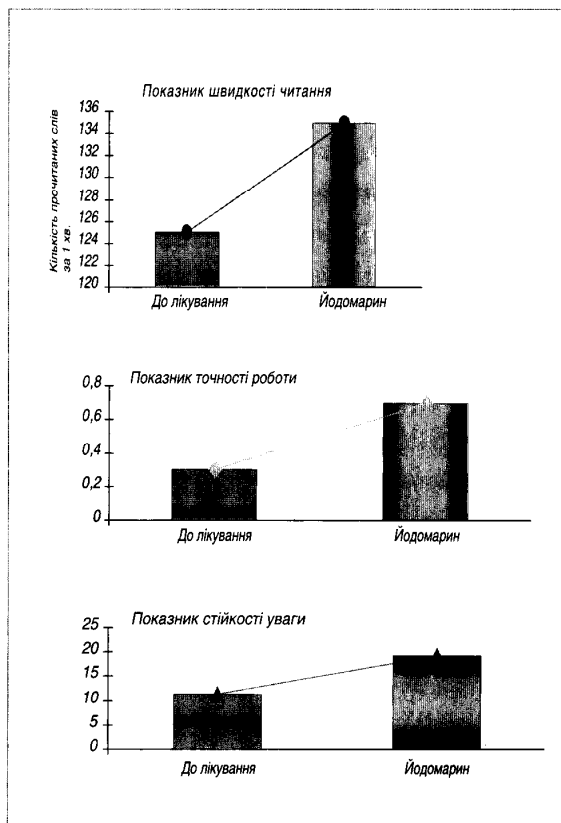 Показник швидкості читання
Кількість прочитаних слів
за 1 хв.
136
134
132
130
128
126
124
122
120
До лікування
Йодомарин
Показник точності роботи
0,8
0,6
0,4
0,2
0
До лікування
Йодомарин
Показник стійкості уваги
25
20
15
10
5
0
До лікування
Йодомарин